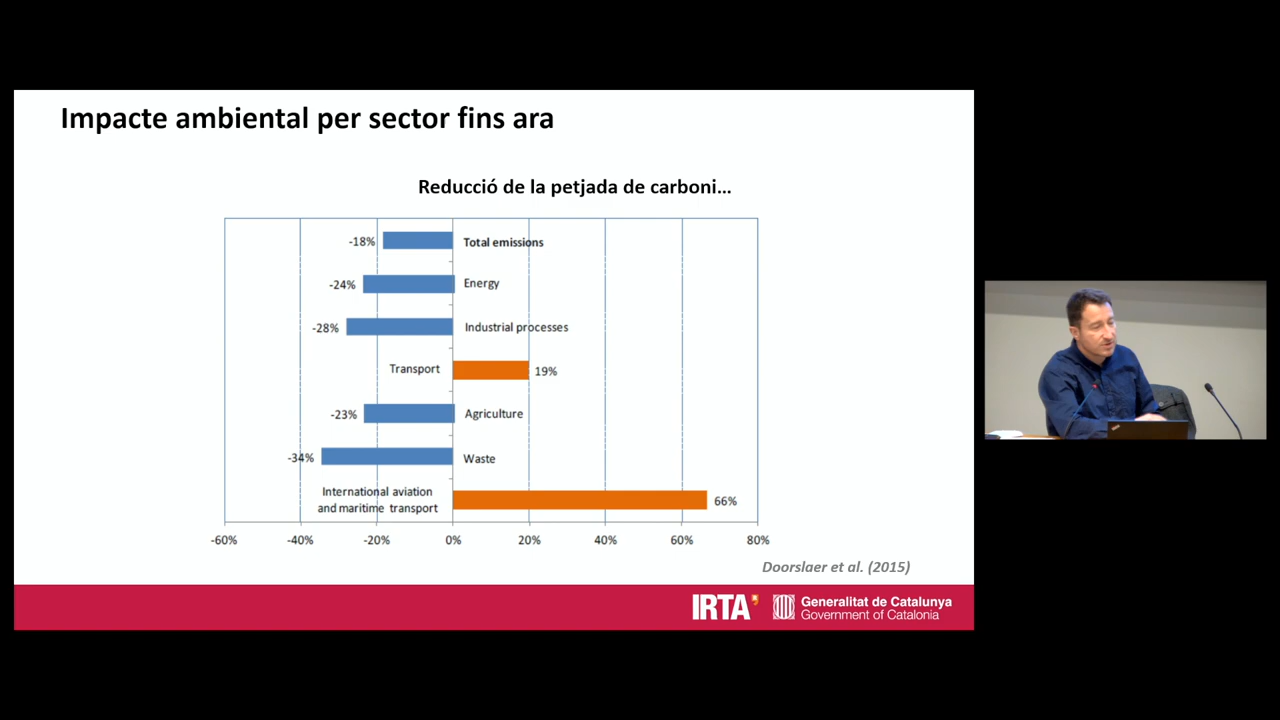 Impacte ambiental per sector fins ara
Reducció de la petjada de carboni…
-18% Total emissions
-24% Energy
-28% Industrial processes
Transport 19%
-23% Agriculture
-34% Waste
International aviation
and maritime transport 66%
-60% -40% -20% 0% 20% 40% 60% 80%
Doorslaer et al. (2015)
IRTA Generalitat de Catalunya
Government of Catalonia